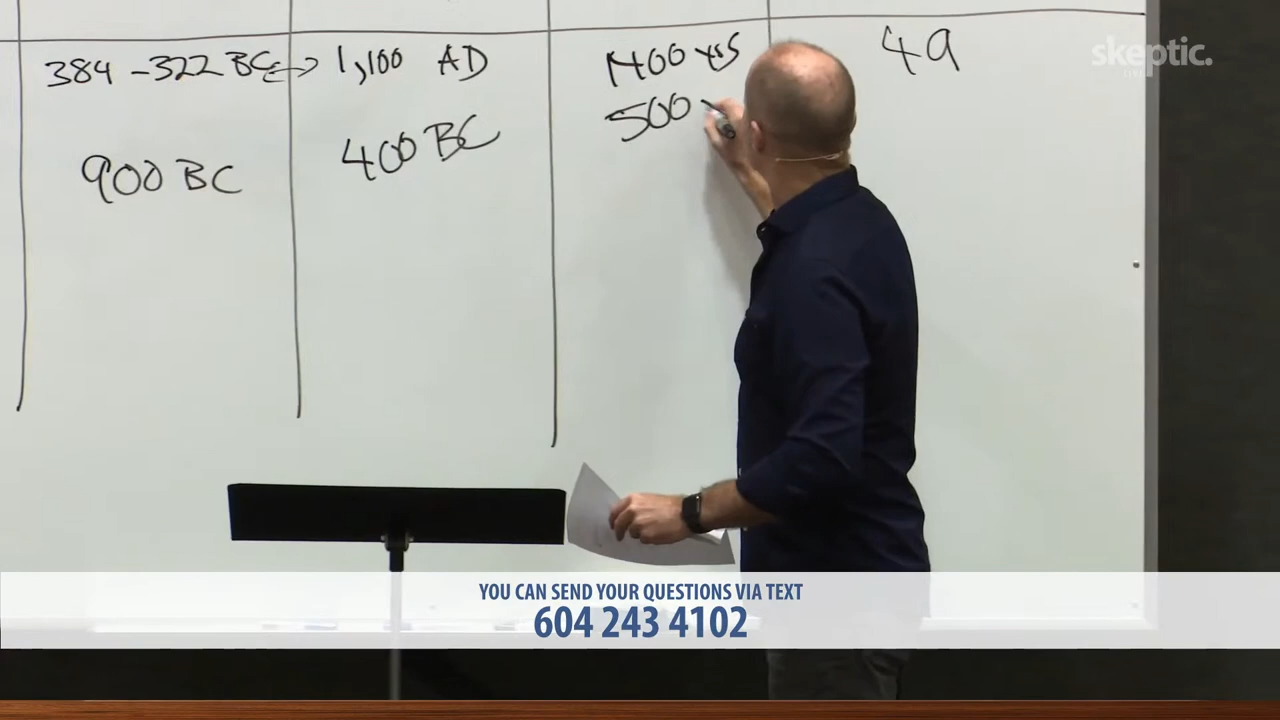 skeptic.
384-322 BC 1,100 AD 1400 yrs 49
900 BC 400 BC 500
YOU CAN SEND YOUR QUESTIONS VIA TEXT
604 243 4102